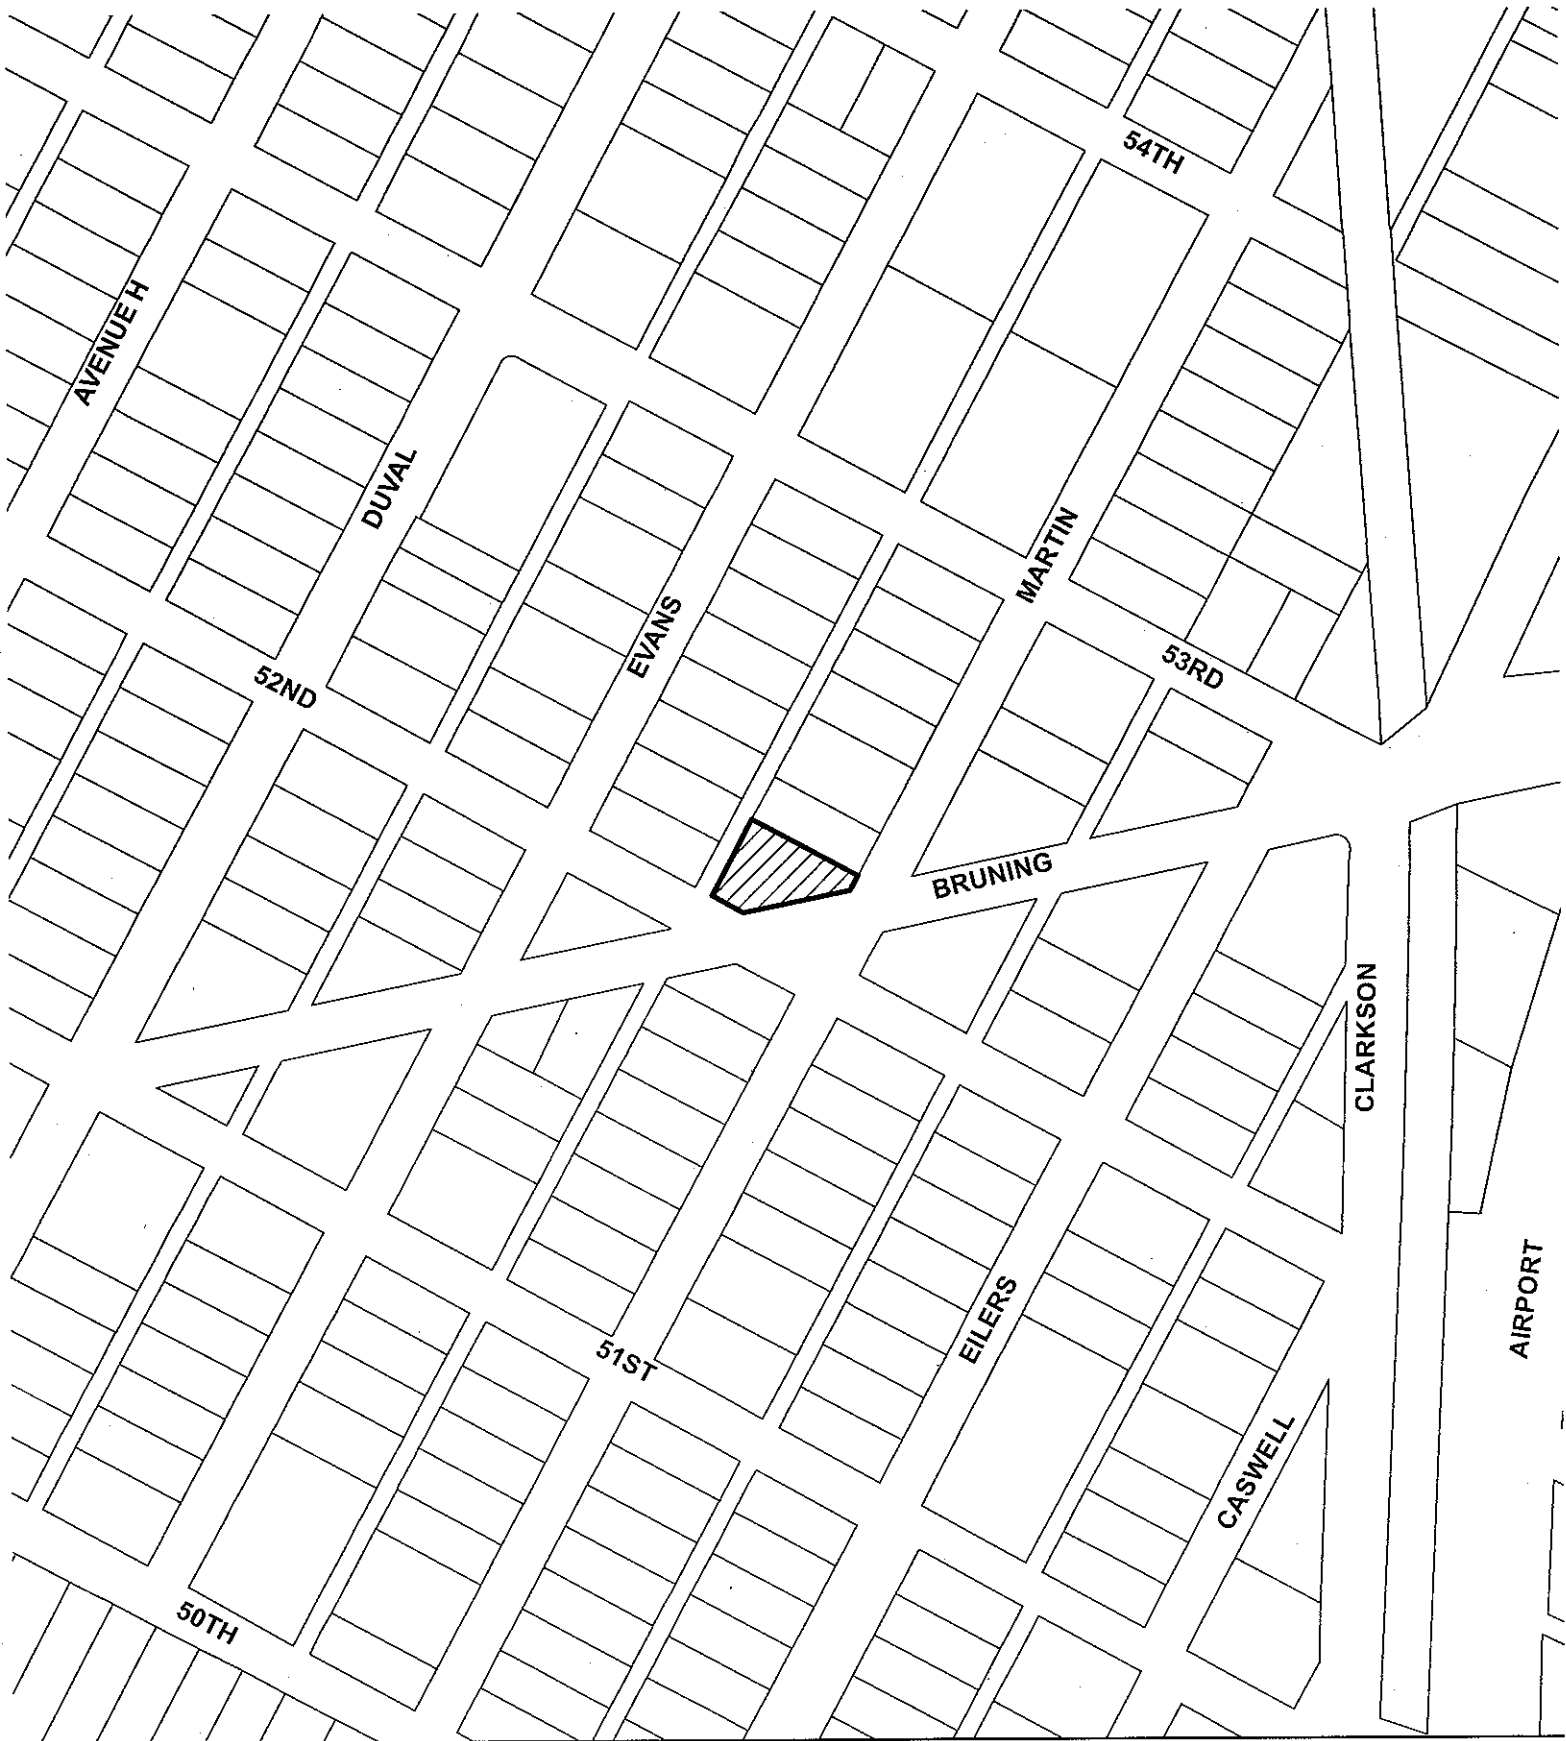 54TH
AVENUE H
DUVAL
MARTIN
EVANS
53RD
52ND
BRUNING
CLARKSON
AIRPORT
EILERS
51ST
CASWELL
50TH